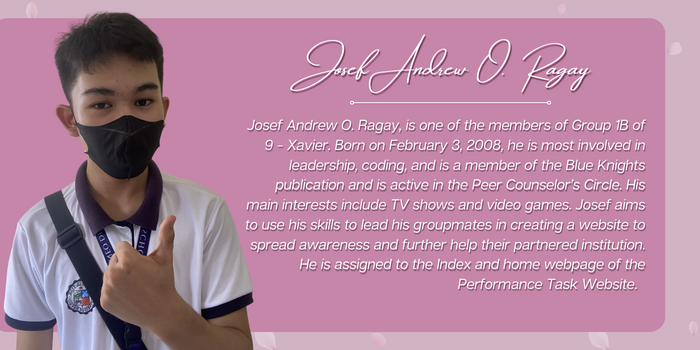 Josef Andrew O. Ragay
Josef Andrew O. Ragay, is one of the members of Group 1B of
9 - Xavier. Born on February 3, 2008, he is most involved in
leadership, coding, and is a member of the Blue Knights
publication and is active in the Peer Counselor's Circle. His
main interests include TV shows and video games. Josef aims
to use his skills to lead his groupmates in creating a website to
spread awareness and further help their partnered institution.
He is assigned to the Index and home webpage of the
Performance Task Website.